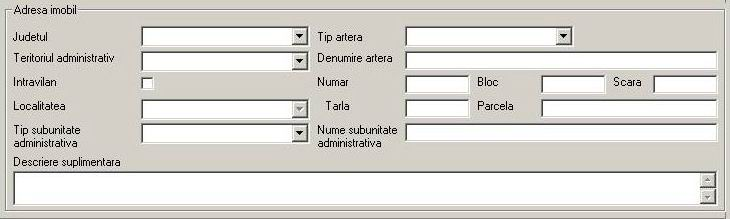 Adresa imobil
Judetul
Tip artera
Teritoriul administrativ
Denumire artera
Intravilan
Numar
Bloc
Scara
Localitatea
Tarla
Parcela
Tip subunitate
administrativa
Nume subunitate
administrativa
Descriere suplimentara